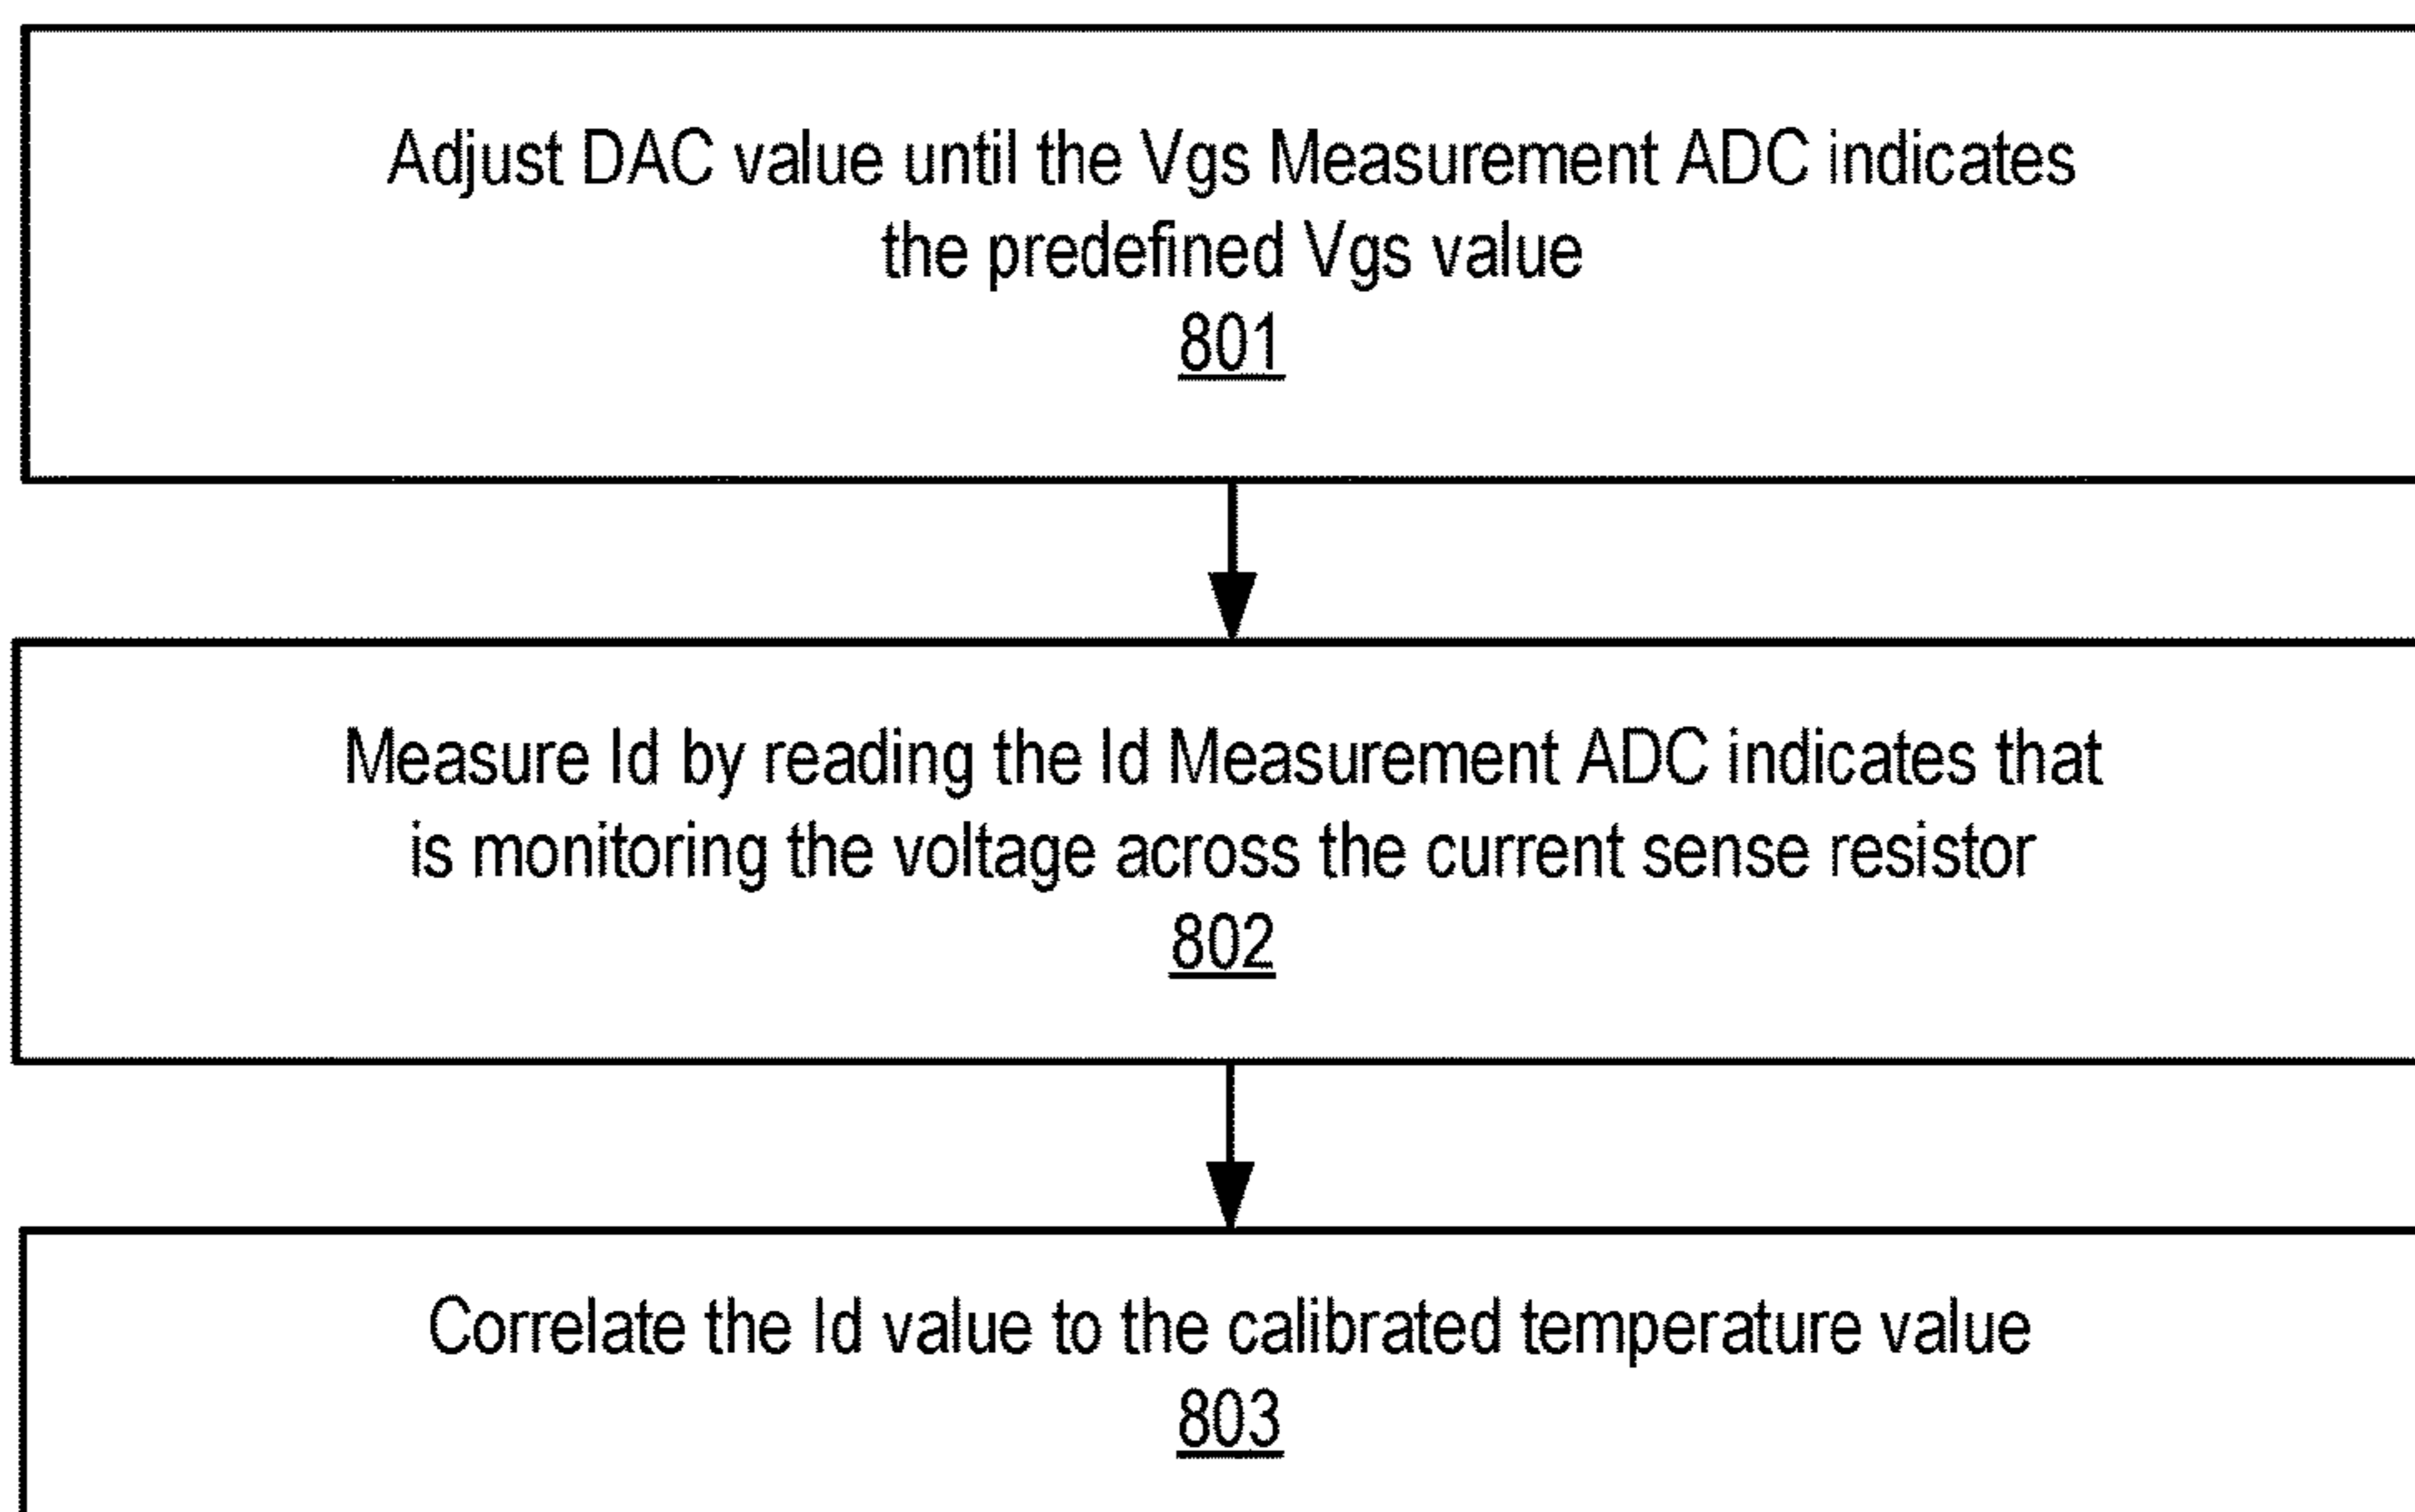 Adjust DAC value until the Vgs Measurement ADC indicates
the predefined Vgs value
801
Measure Id by reading the Id Measurement ADC indicates that
is monitoring the voltage across the current sense resistor
802
Correlate the Id value to the calibrated temperature value
803